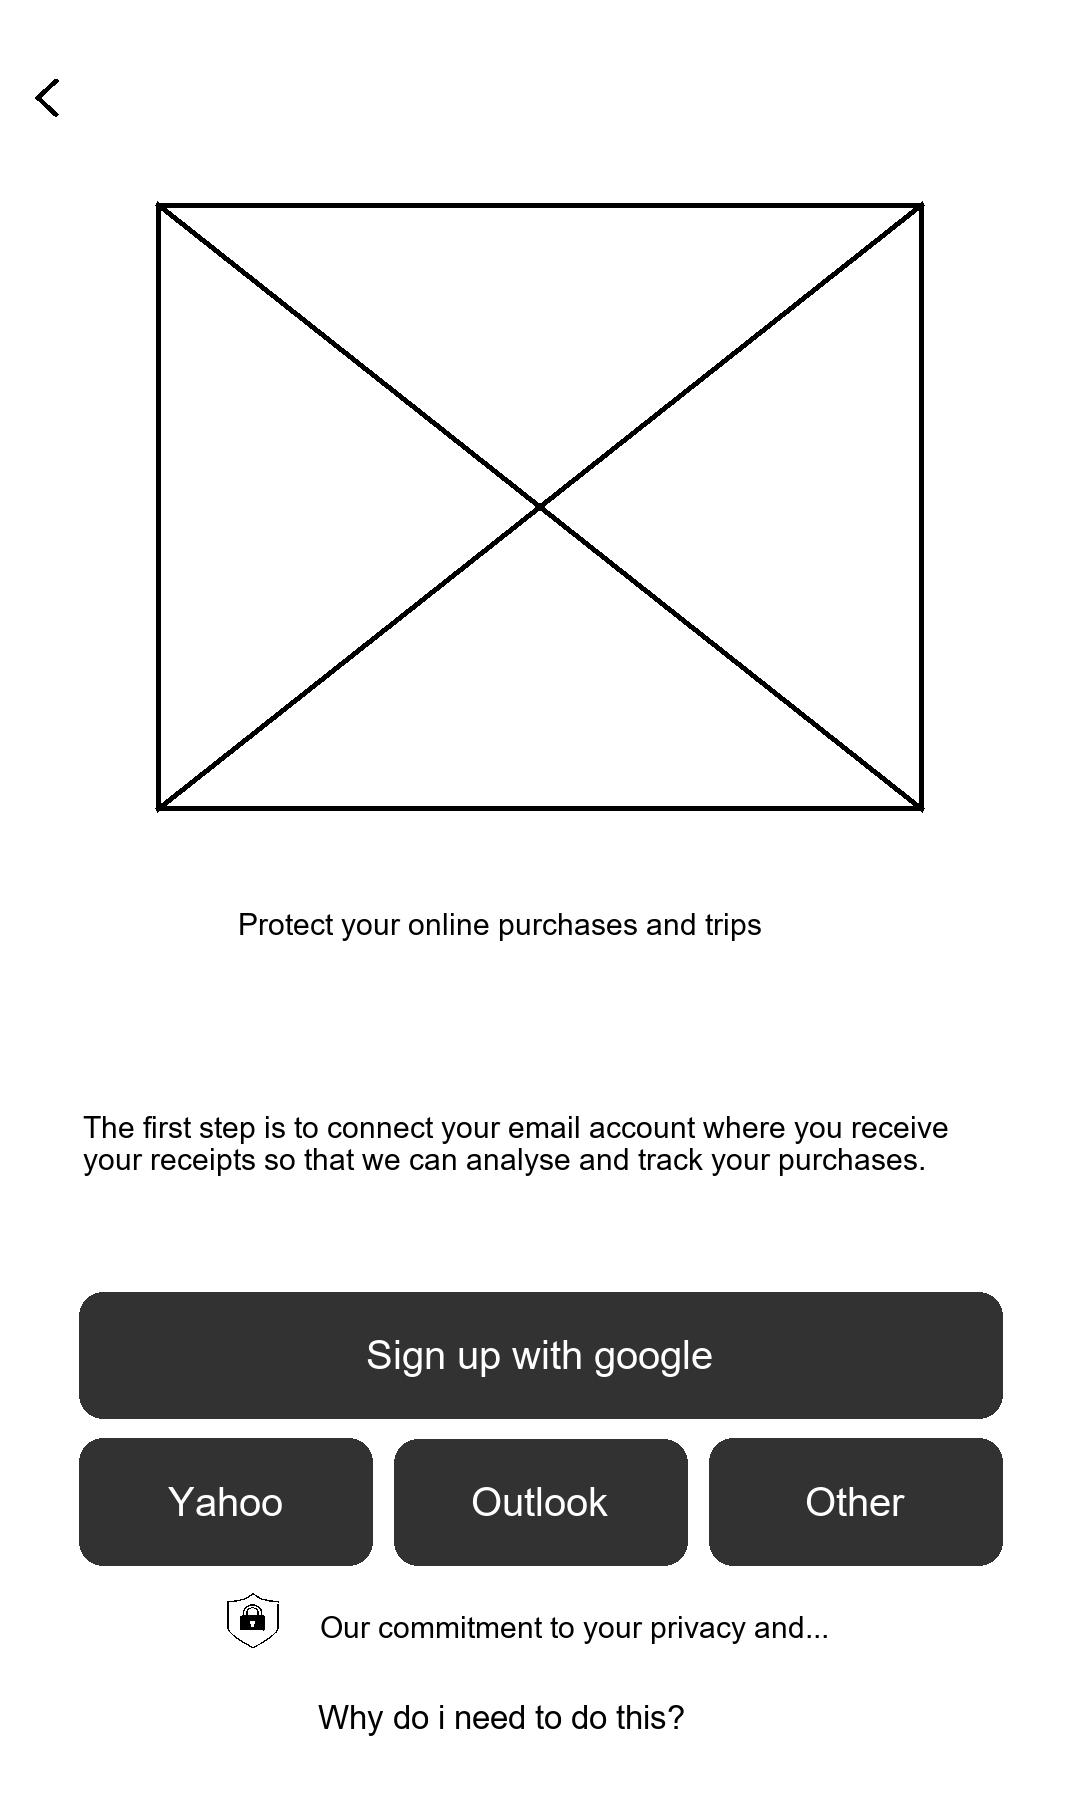 Protect your online purchases and trips
The first step is to connect your email account where you receive
your receipts so that we can analyse and track your purchases.
Sign up with google
Yahoo
Outlook
Other
Our commitment to your privacy and...
Why do i need to do this?